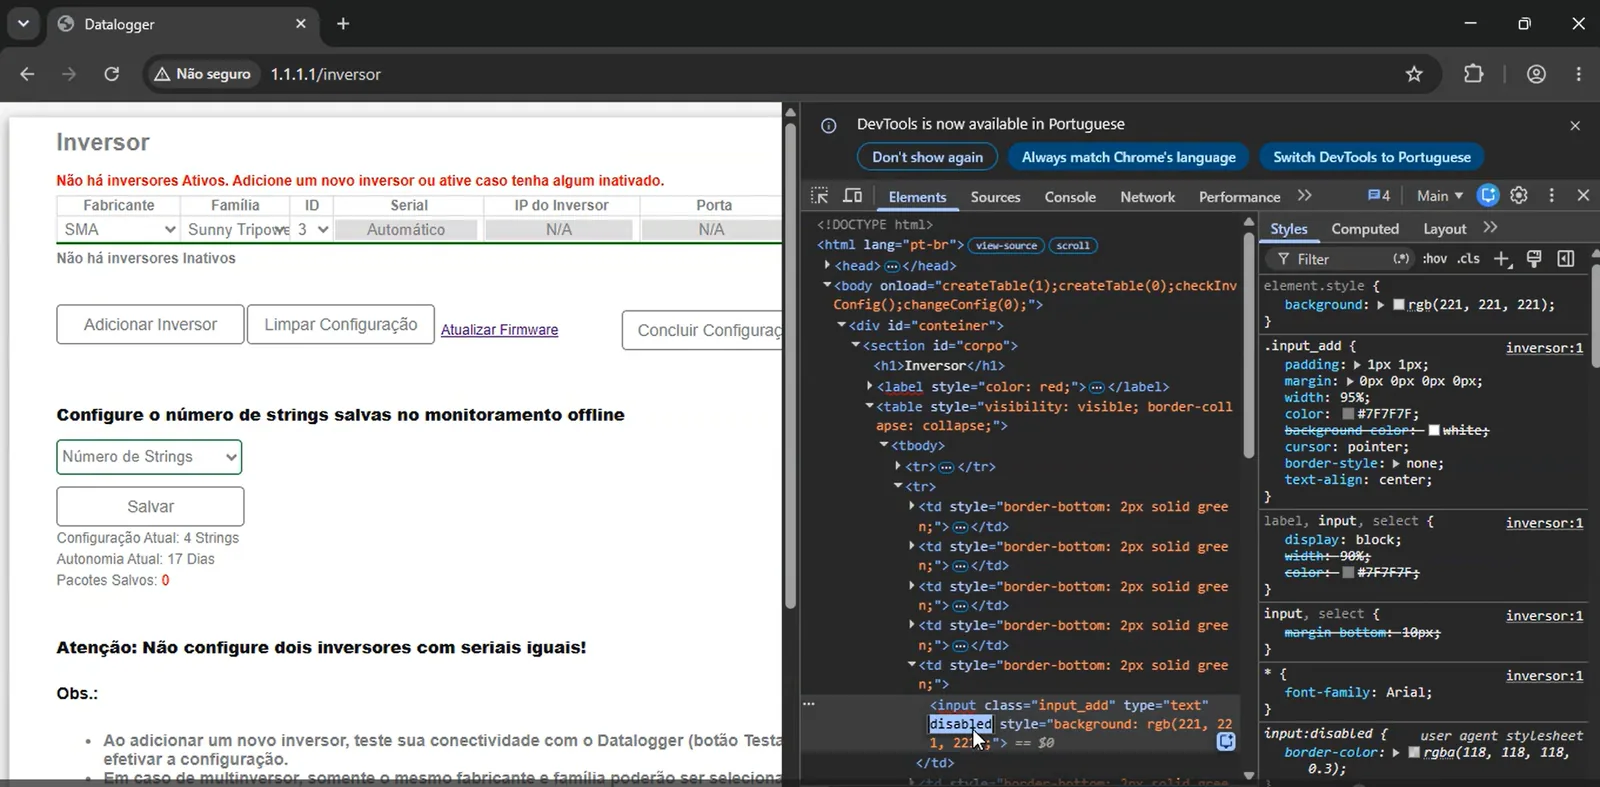 Datalogger
Não seguro
1.1.1.1/inversor
Inversor
Não há inversores Ativos. Adicione um novo inversor ou ative caso tenha algum inativado.
Fabricante Família ID Serial IP do Inversor Porta
SMA Sunny Tripowe 3 Automático N/A N/A
Não há inversores Inativos
Adicionar Inversor Limpar Configuração Atualizar Firmware Concluir Configuraç
Configure o número de strings salvas no monitoramento offline
Número de Strings
Salvar
Configuração Atual: 4 Strings
Autonomia Atual: 17 Dias
Pacotes Salvos: 0
Atenção: Não configure dois inversores com seriais iguais!
Obs.:
• Ao adicionar um novo inversor, teste sua conectividade com o Datalogger (botão Testa
efetivar a configuração.
• Em caso de multinversor, somente o mesmo fabricante e família poderão ser seleciona
DevTools is now available in Portuguese
Don't show again Always match Chrome's language Switch DevTools to Portuguese
Elements Sources Console Network Performance 4 Main
<!DOCTYPE html>
<html lang="pt-br"> view-source scroll
<head>…</head>
<body onload="createTable(1);createTable(0);checkInv
Config();changeConfig(0);">
<div id="conteiner">
<section id="corpo">
<h1>Inversor</h1>
<label style="color: red;">…</label>
<table style="visibility: visible; border-coll
apse: collapse;">
<tbody>
<tr>…</tr>
<tr>
<td style="border-bottom: 2px solid gree
n;">…</td>
<td style="border-bottom: 2px solid gree
n;">…</td>
<td style="border-bottom: 2px solid gree
n;">…</td>
<td style="border-bottom: 2px solid gree
n;">…</td>
<td style="border-bottom: 2px solid gree
n;">
<input class="input_add" type="text"
disabled style="background: rgb(221, 22
1, 221);"> == $0
</td>
Styles Computed Layout
Filter (.*) :hov .cls
element.style {
background: rgb(221, 221, 221);
}
.input_add { inversor:1
padding: 1px 1px;
margin: 0px 0px 0px 0px;
width: 95%;
color: #7F7F7F;
background-color: white;
cursor: pointer;
border-style: none;
text-align: center;
}
label, input, select { inversor:1
display: block;
width: 90%;
color: #7F7F7F;
}
input, select { inversor:1
margin-bottom: 10px;
}
* { inversor:1
font-family: Arial;
}
input:disabled { user agent stylesheet
border-color: rgba(118, 118, 118,
0.3);